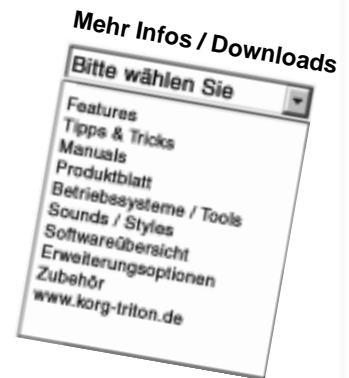 Mehr Infos / Downloads
Bitte wählen Sie
Features
Tipps & Tricks
Manuals
Produktblatt
Betriebssysteme / Tools
Sounds / Styles
Softwareübersicht
Erweiterungsoptionen
Zubehör
www.korg-triton.de